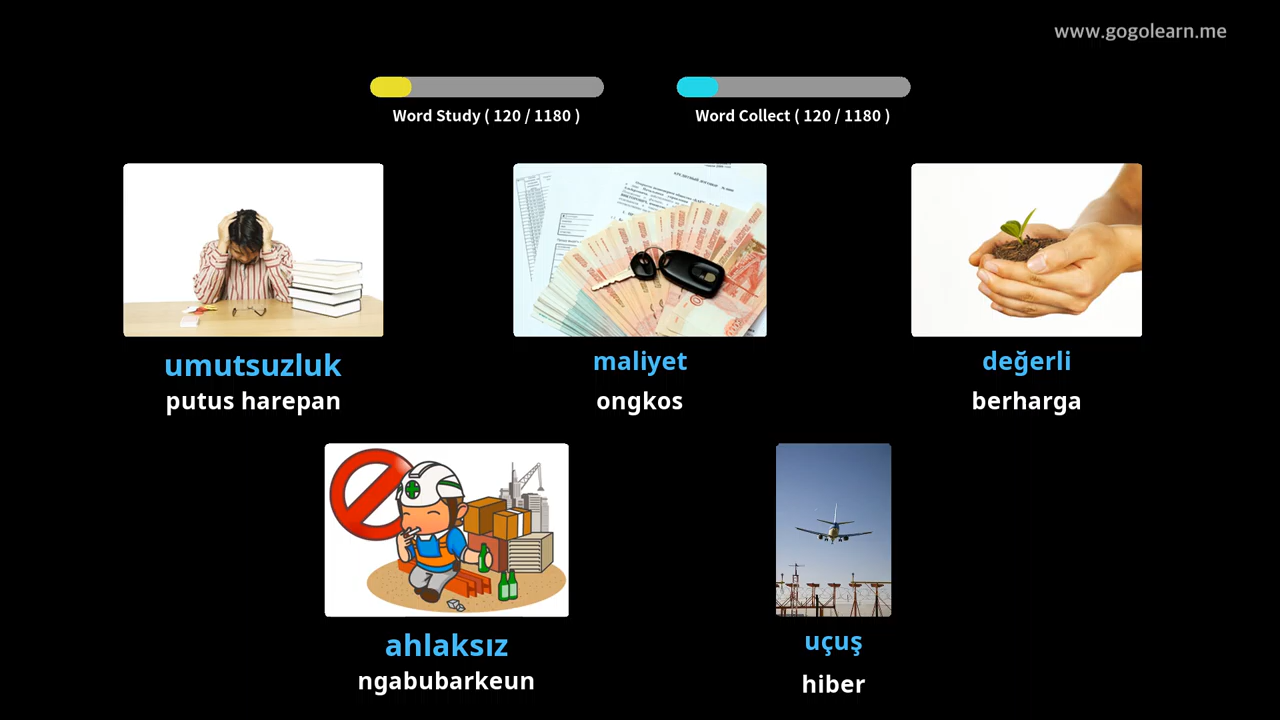 www.gogolearn.me
Word Study ( 120 / 1180 )
Word Collect ( 120 / 1180 )
umutsuzluk
putus harepan
maliyet
ongkos
değerli
berharga
ahlaksız
ngabubarkeun
uçuş
hiber